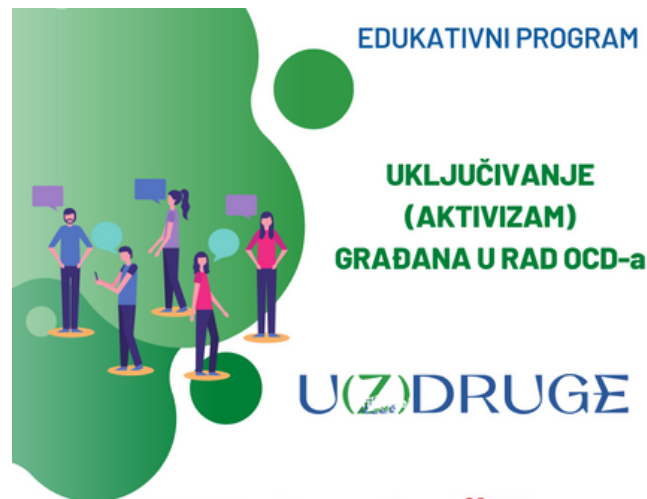 EDUKATIVNI PROGRAM
UKLJUČIVANJE
(AKTIVIZAM)
GRAĐANA U RAD OCD-a
U(Z)DRUGE